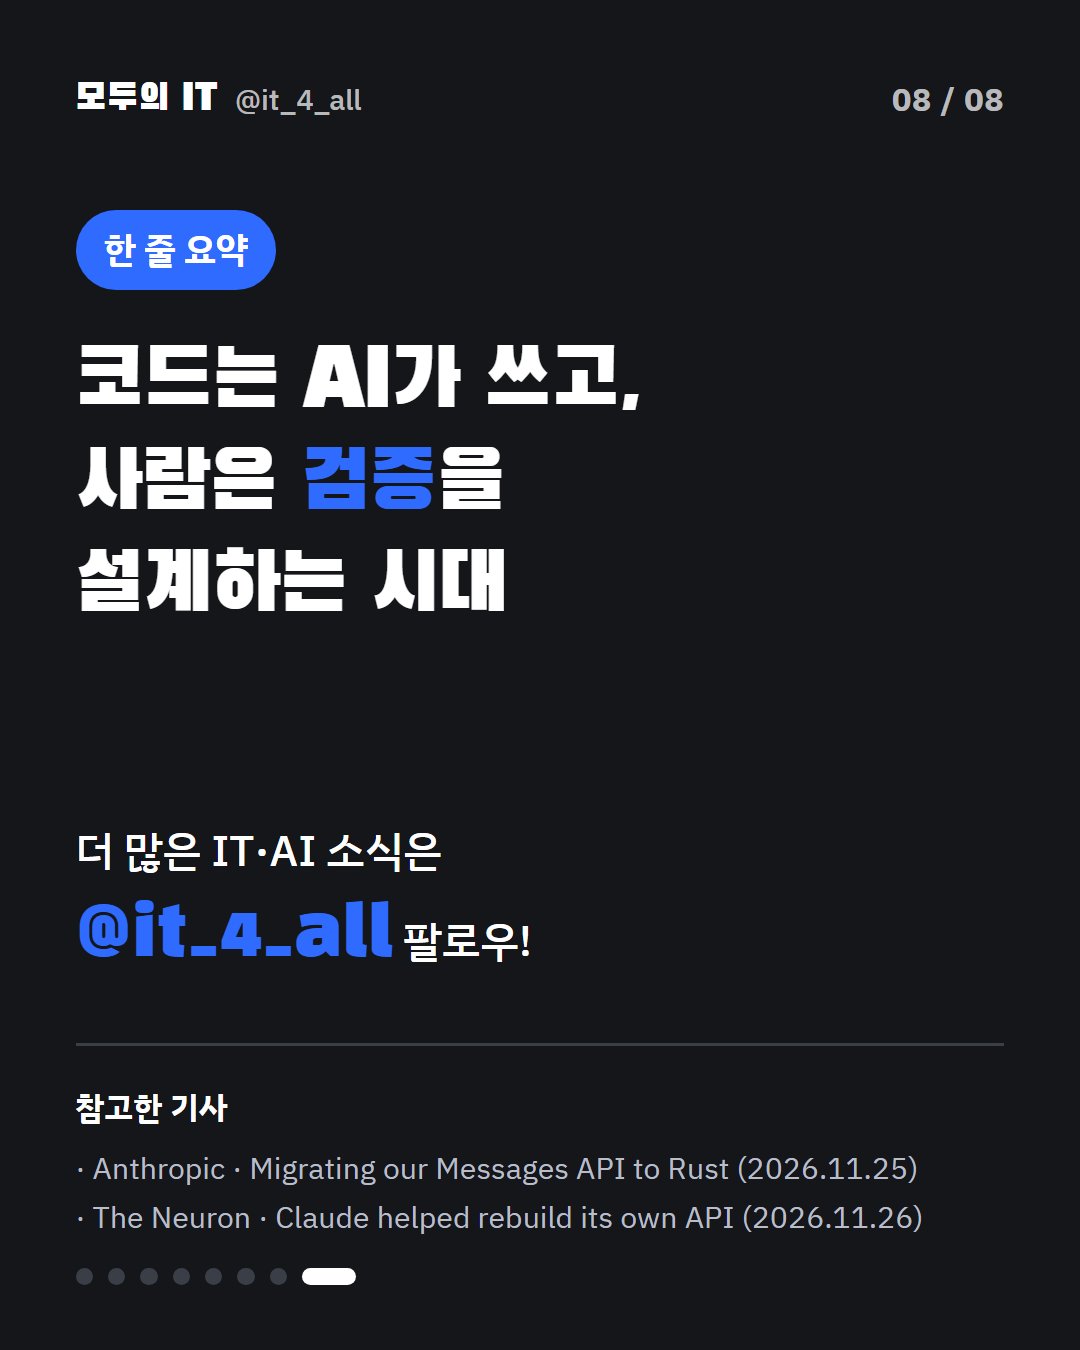 모두의 IT @it_4_all
08 / 08
한 줄 요약
코드는 AI가 쓰고,
사람은 검증을
설계하는 시대
더 많은 IT·AI 소식은
@it_4_all 팔로우!
참고한 기사
· Anthropic · Migrating our Messages API to Rust (2026.11.25)
· The Neuron · Claude helped rebuild its own API (2026.11.26)